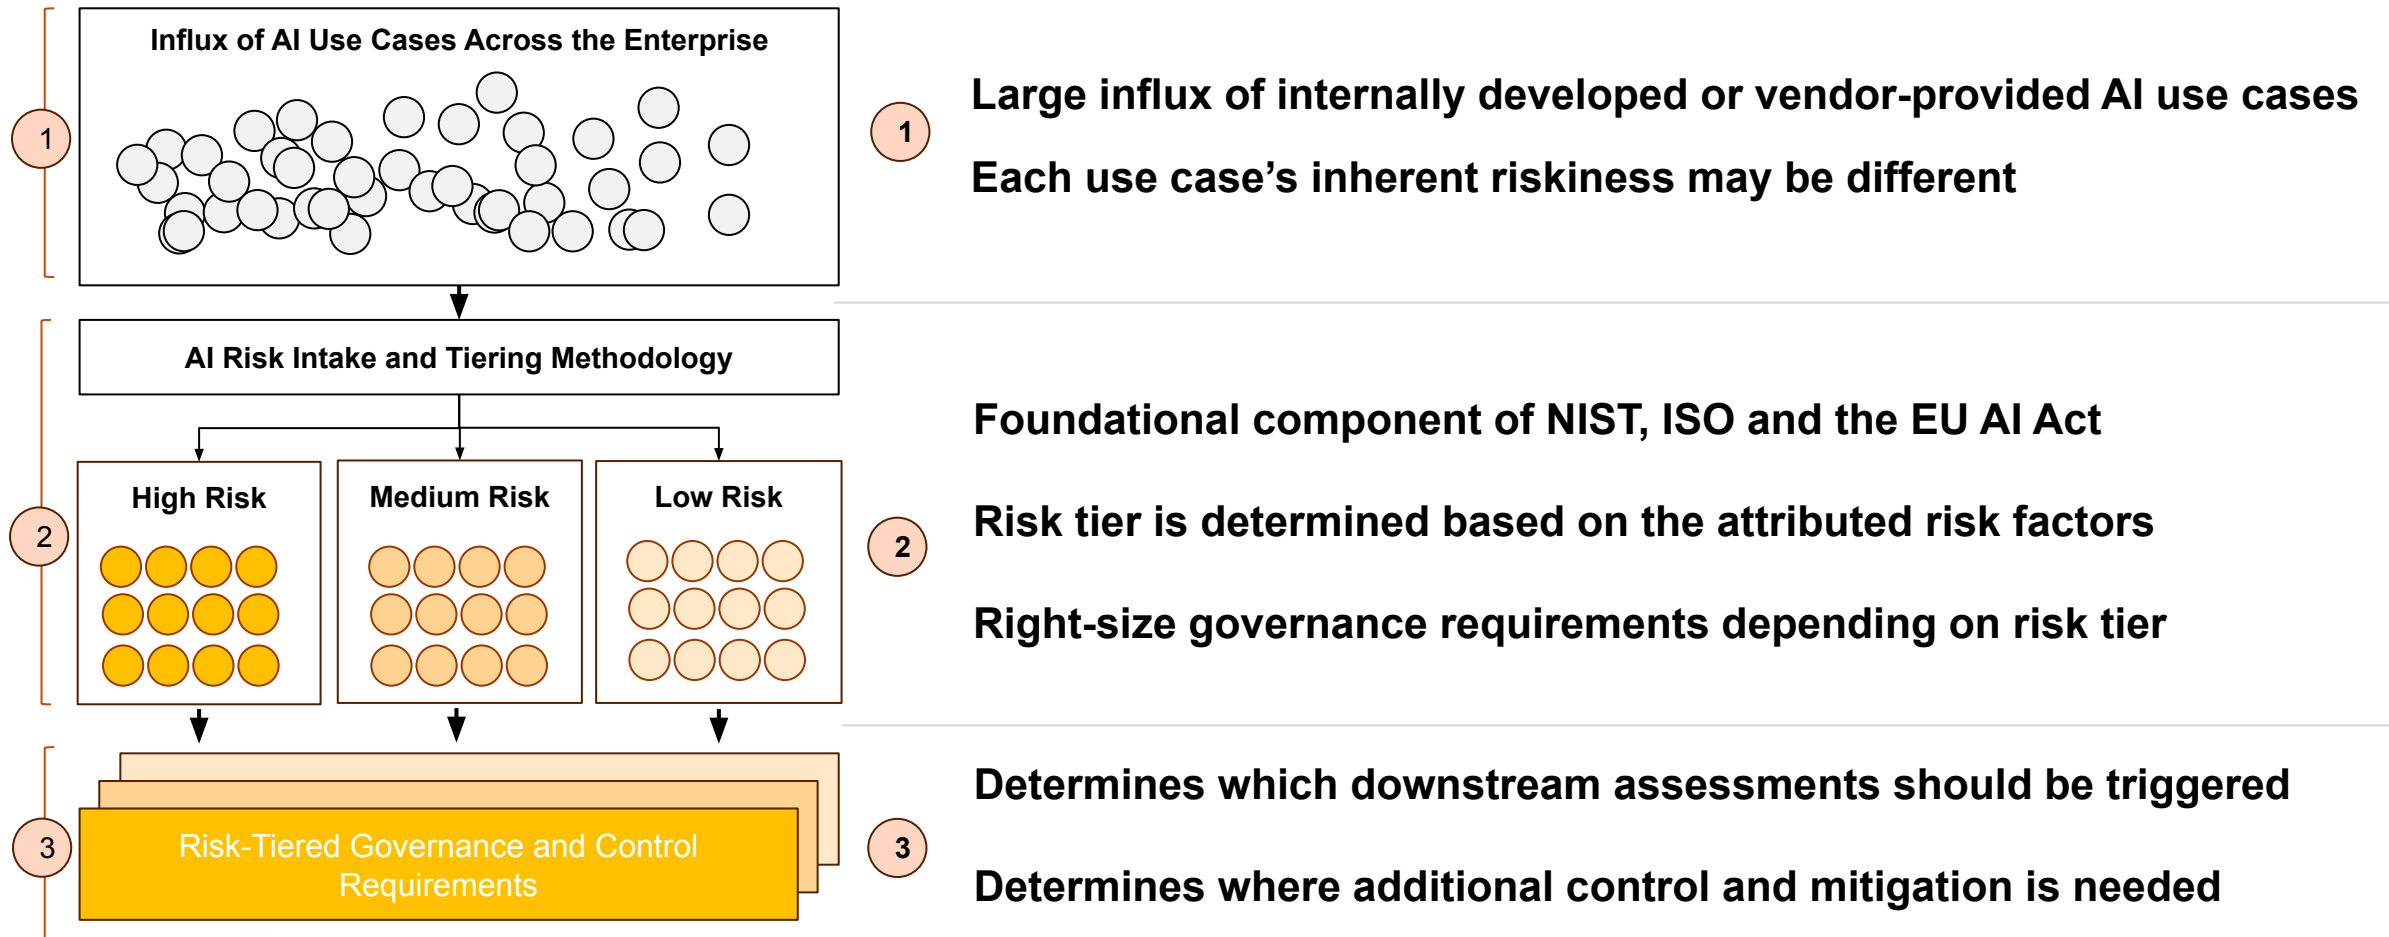 Influx of AI Use Cases Across the Enterprise
1
1
Large influx of internally developed or vendor-provided AI use cases
Each use case’s inherent riskiness may be different
AI Risk Intake and Tiering Methodology
2
High Risk
Medium Risk
Low Risk
2
Foundational component of NIST, ISO and the EU AI Act
Risk tier is determined based on the attributed risk factors
Right-size governance requirements depending on risk tier
3
Risk-Tiered Governance and Control
Requirements
3
Determines which downstream assessments should be triggered
Determines where additional control and mitigation is needed